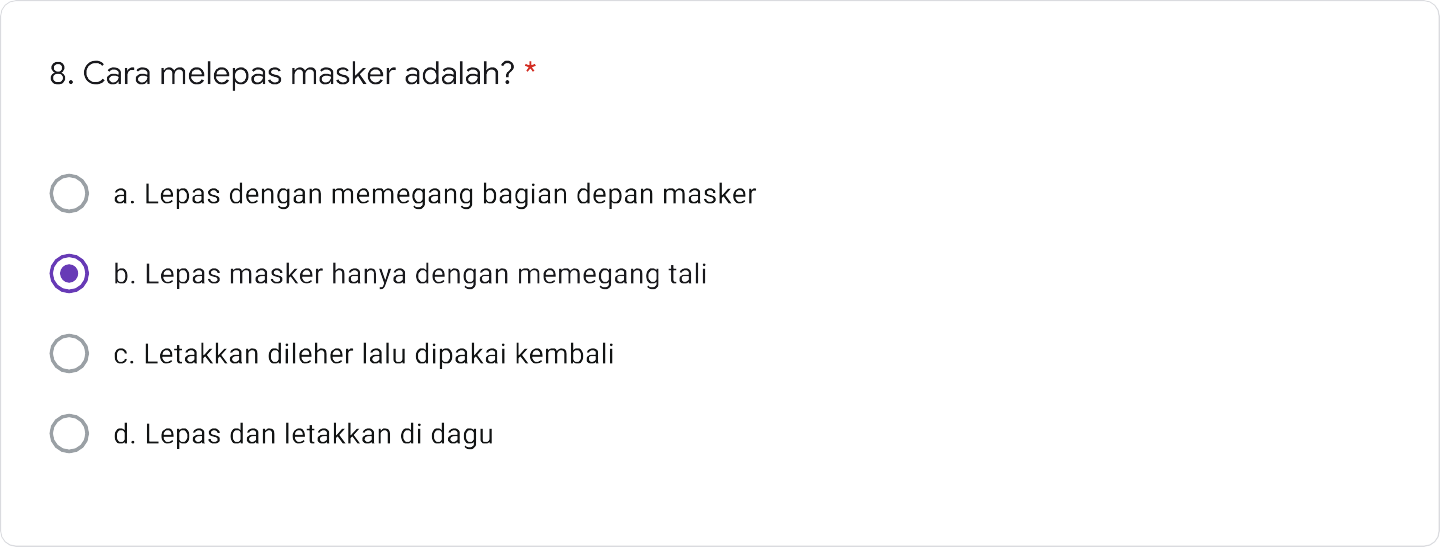 8. Cara melepas masker adalah? *
a. Lepas dengan memegang bagian depan masker
b. Lepas masker hanya dengan memegang tali
c. Letakkan dileher lalu dipakai kembali
d. Lepas dan letakkan di dagu